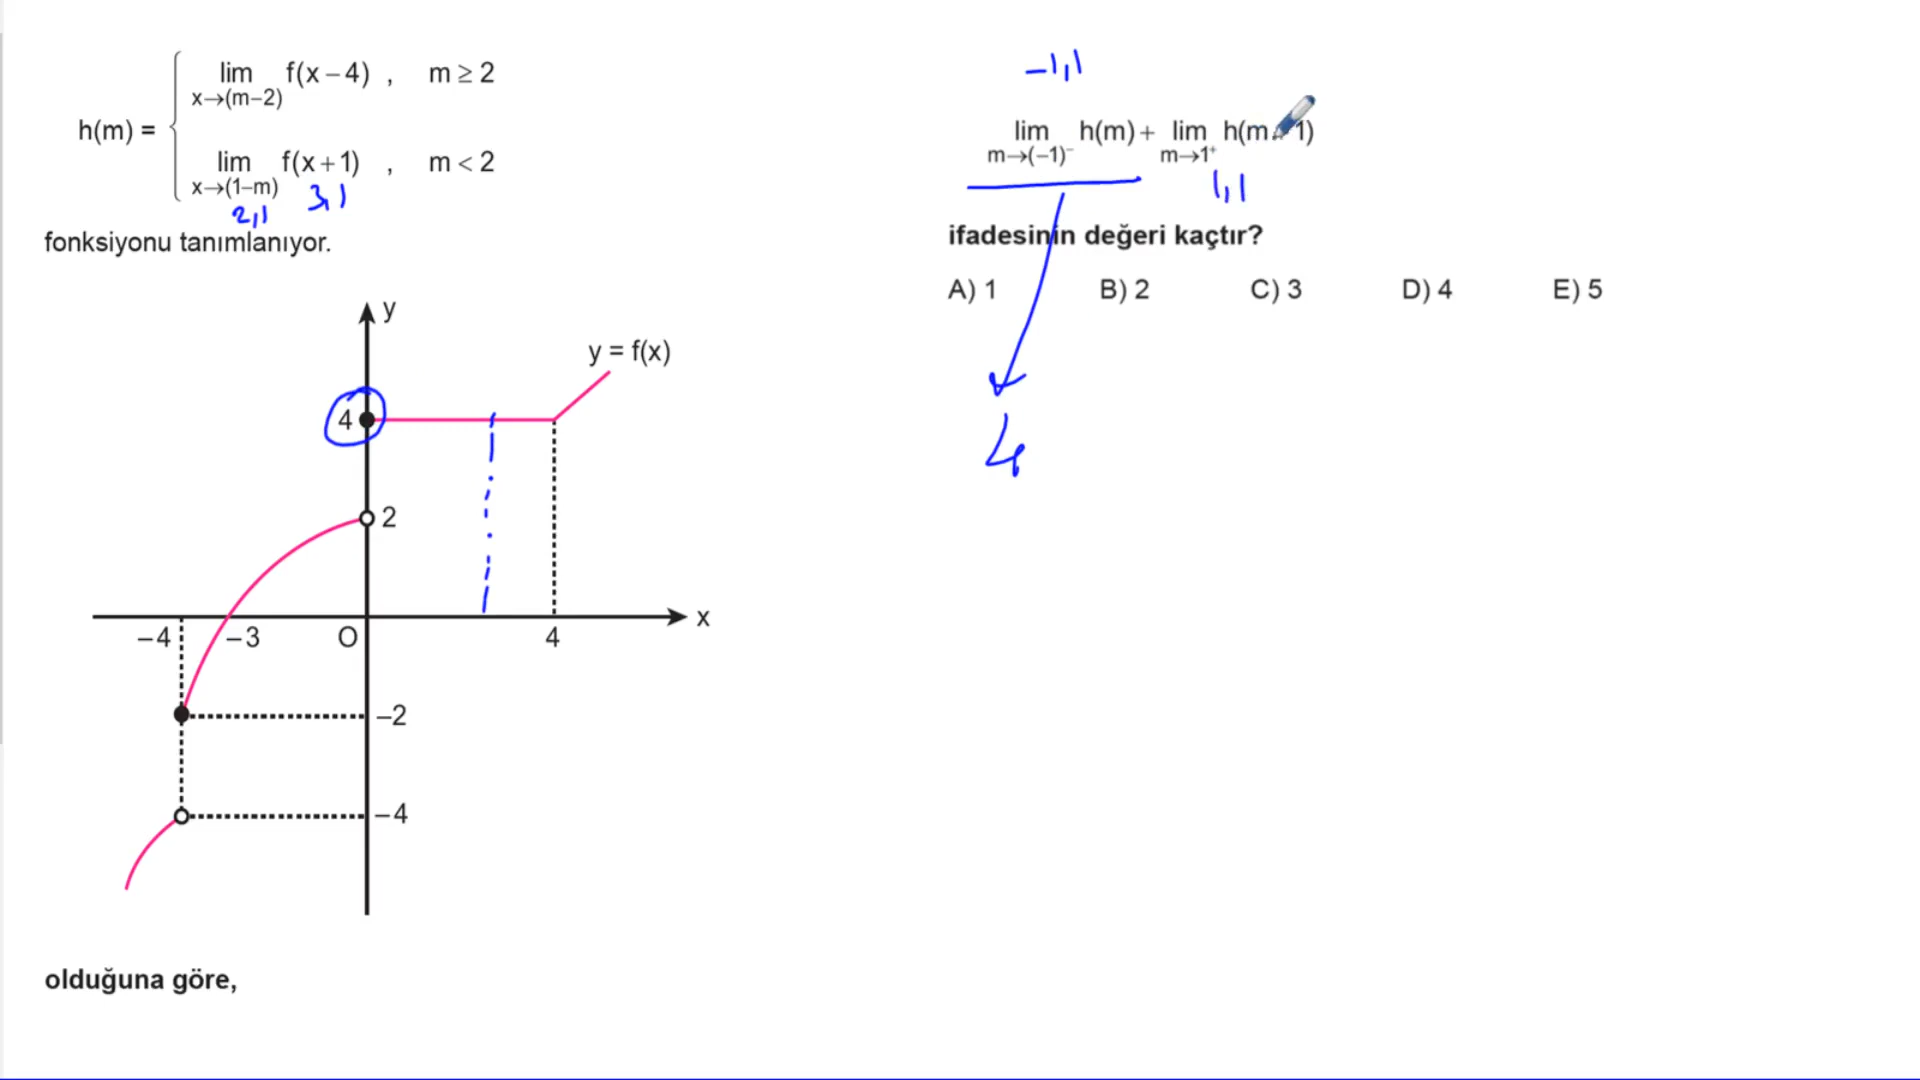 h(m) =
lim f(x – 4) , m ≥ 2
x→(m–2)
lim f(x + 1) , m < 2
x→(1–m)
2,1 3,1
fonksiyonu tanımlanıyor.
y
y = f(x)
4
2
–4 –3 O 4 x
–2
–4
olduğuna göre,
–1,1
lim h(m) + lim h(m 1)
m→(–1)⁻ m→1⁺
1,1
ifadesinin değeri kaçtır?
A) 1 B) 2 C) 3 D) 4 E) 5
4